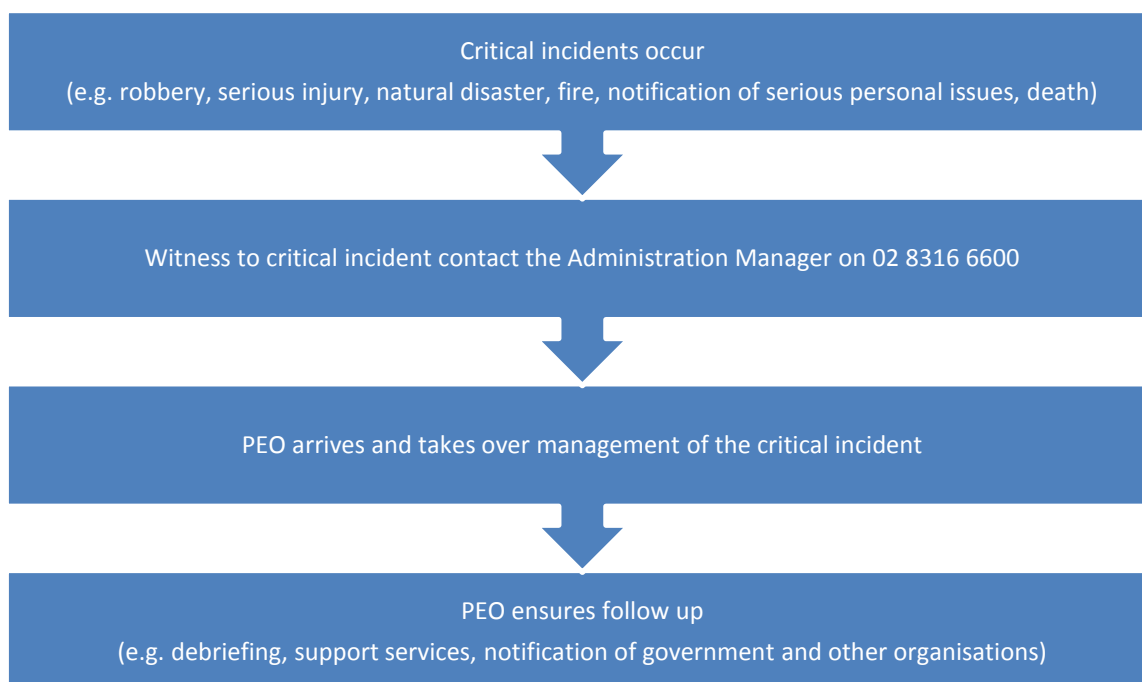 Critical incidents occur
(e.g. robbery, serious injury, natural disaster, fire, notification of serious personal issues, death)
Witness to critical incident contact the Administration Manager on 02 8316 6600
PEO arrives and takes over management of the critical incident
PEO ensures follow up
(e.g. debriefing, support services, notification of government and other organisations)